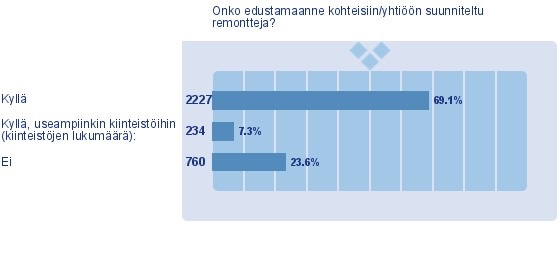 Onko edustamaanne kohteisiin/yhtiöön suunniteltu
remontteja?
Kyllä 2227 69.1%
Kyllä, useampiinkin kiinteistöihin
(kiinteistöjen lukumäärä): 234 7.3%
Ei 760 23.6%